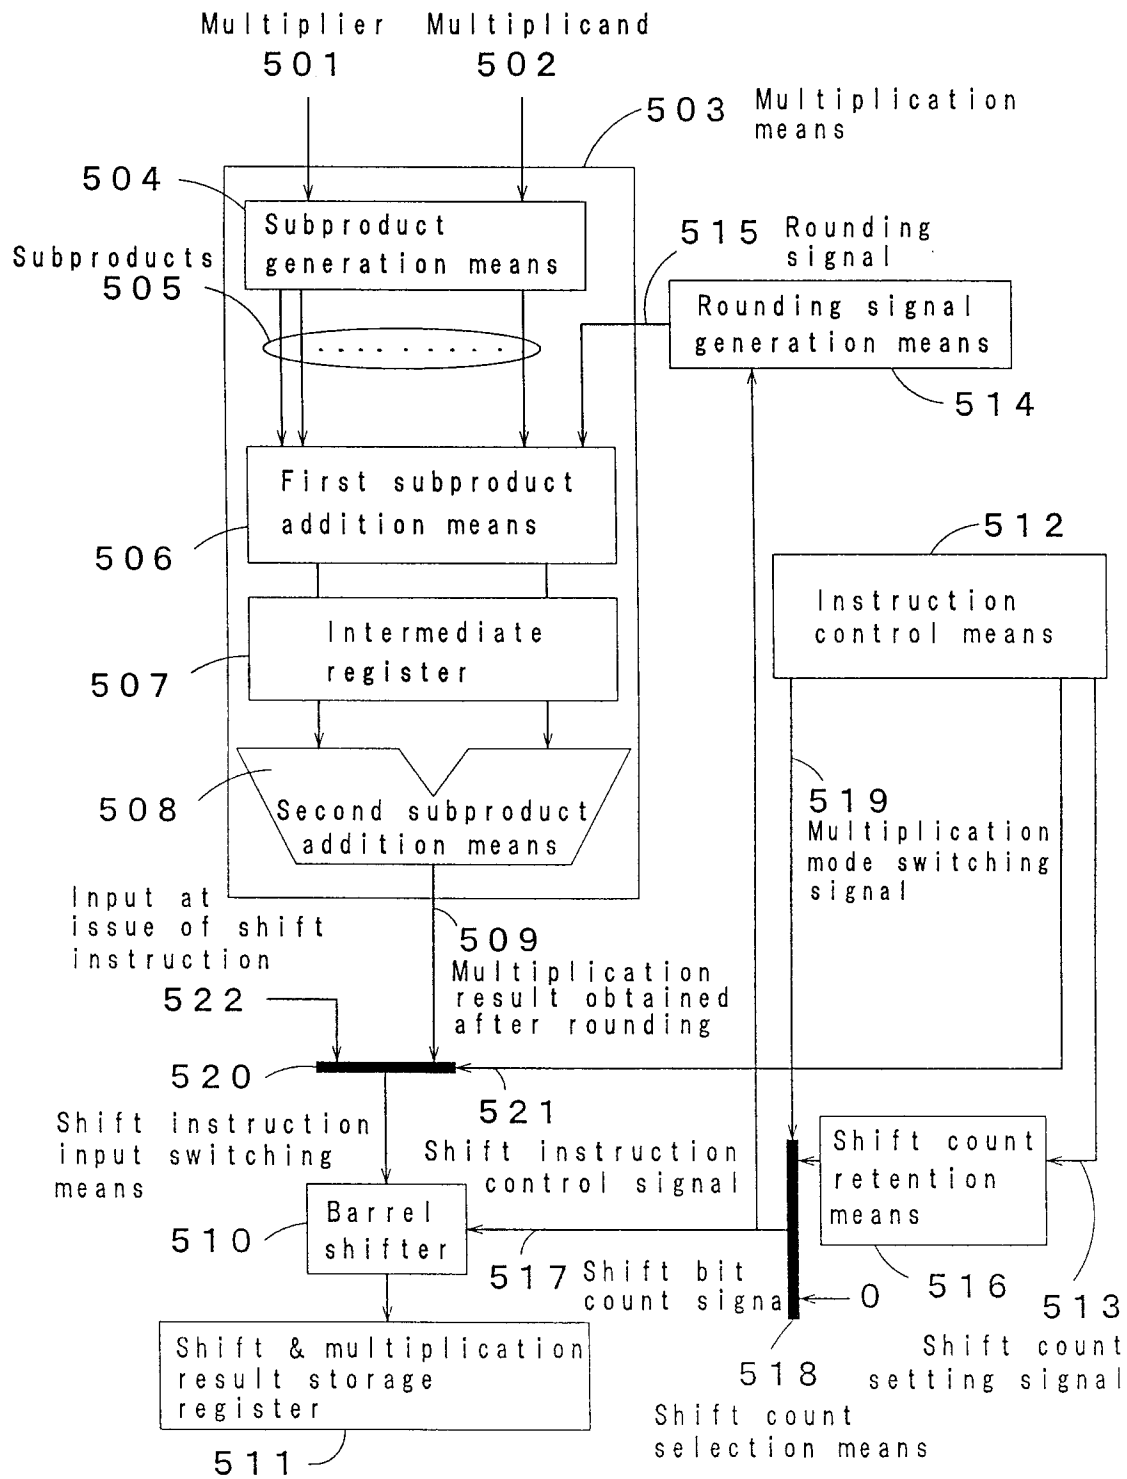 Multiplier Multiplicand
501 502
503 Multiplication
means
504
Subproduct
generation means
Subproducts
505
515 Rounding
signal
Rounding signal
generation means
514
First subproduct
addition means
506
512
Instruction
control means
Intermediate
register
507
508
Second subproduct
addition means
519
Multiplication
mode switching
signal
Input at
issue of shift
instruction
522
509
Multiplication
result obtained
after rounding
520
521
Shift instruction
input switching
means
Shift instruction
control signal
Shift count
retention
means
Barrel
shifter
510
517
Shift bit
count signa
0
516
513
Shift count
setting signal
Shift & multiplication
result storage
register
511
518
Shift count
selection means